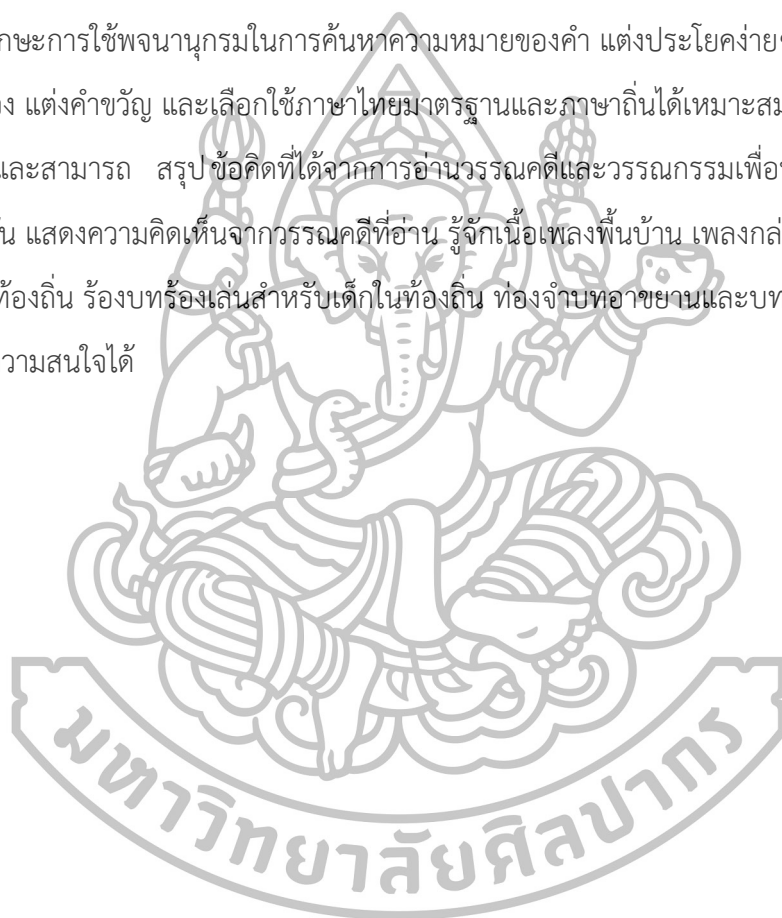 กษะการใช้พจนานุกรมในการค้นหาความหมายของคำ แต่งประโยคง่าย
ง แต่งคำขวัญ และเลือกใช้ภาษาไทยมาตรฐานและภาษาถิ่นได้เหมาะสม
และสามารถ สรุปข้อคิดที่ได้จากการอ่านวรรณคดีและวรรณกรรมเพื่อ
ัน แสดงความคิดเห็นจากวรรณคดีที่อ่าน รู้จักเนื้อเพลงพื้นบ้าน เพลงกล่
ท้องถิ่น ร้องบทร้องเล่นสำหรับเด็กในท้องถิ่น ท่องจำบทอาขยานและบท
วามสนใจได้
มหาวิทยาลัยศิลปากร